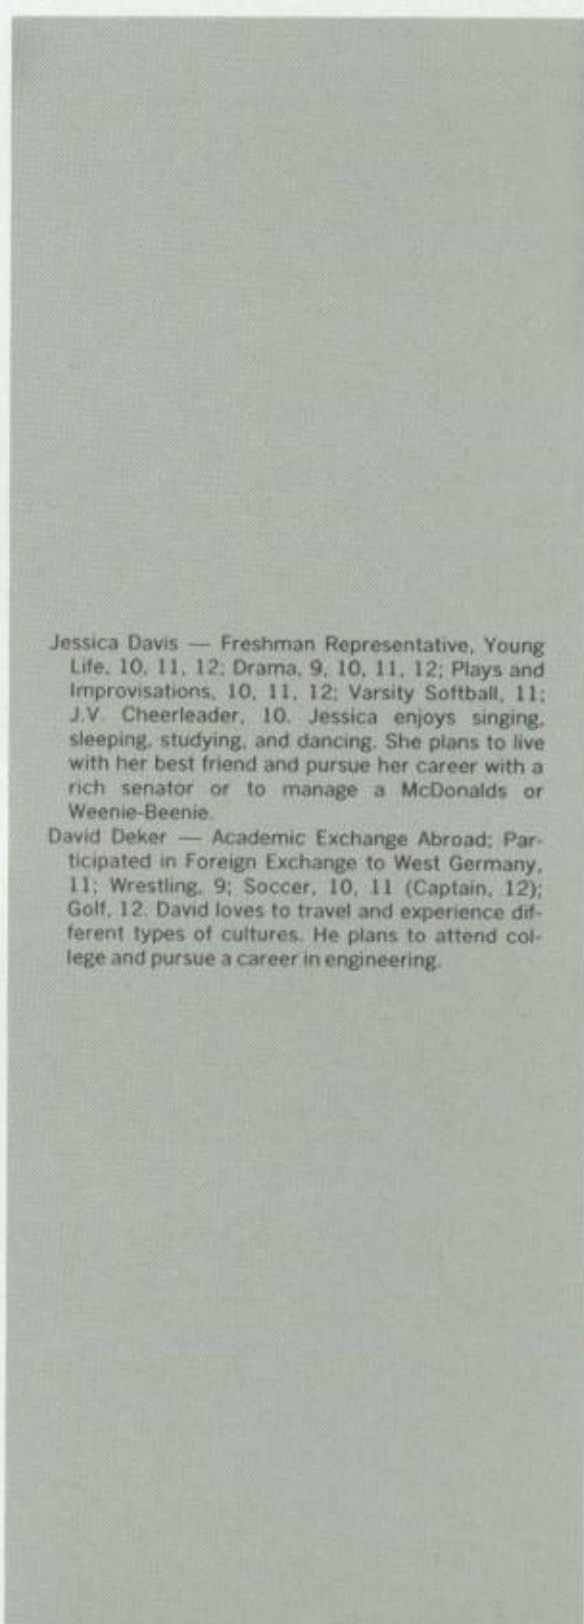 Jessica Davis — Freshman Representative, Young
Life, 10, 11, 12; Drama, 9, 10, 11, 12; Plays and
Improvisations, 10, 11, 12; Varsity Softball, 11;
J.V. Cheerleader, 10. Jessica enjoys singing,
sleeping, studying, and dancing. She plans to live
with her best friend and pursue her career with a
rich senator or to manage a McDonalds or
Weenie-Beenie.
David Deker — Academic Exchange Abroad; Par-
ticipated in Foreign Exchange to West Germany,
11; Wrestling, 9; Soccer, 10, 11 (Captain, 12);
Golf, 12. David loves to travel and experience dif-
ferent types of cultures. He plans to attend col-
lege and pursue a career in engineering.